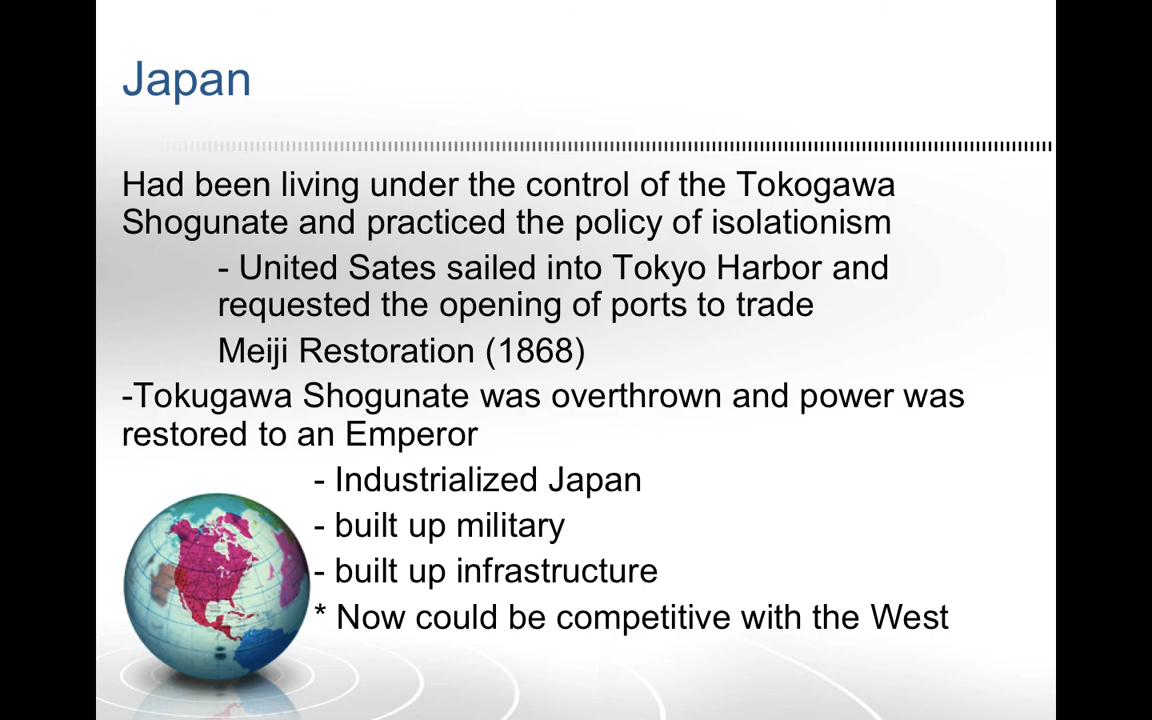 Japan
Had been living under the control of the Tokogawa
Shogunate and practiced the policy of isolationism
- United Sates sailed into Tokyo Harbor and
requested the opening of ports to trade
Meiji Restoration (1868)
-Tokugawa Shogunate was overthrown and power was
restored to an Emperor
- Industrialized Japan
- built up military
- built up infrastructure
* Now could be competitive with the West